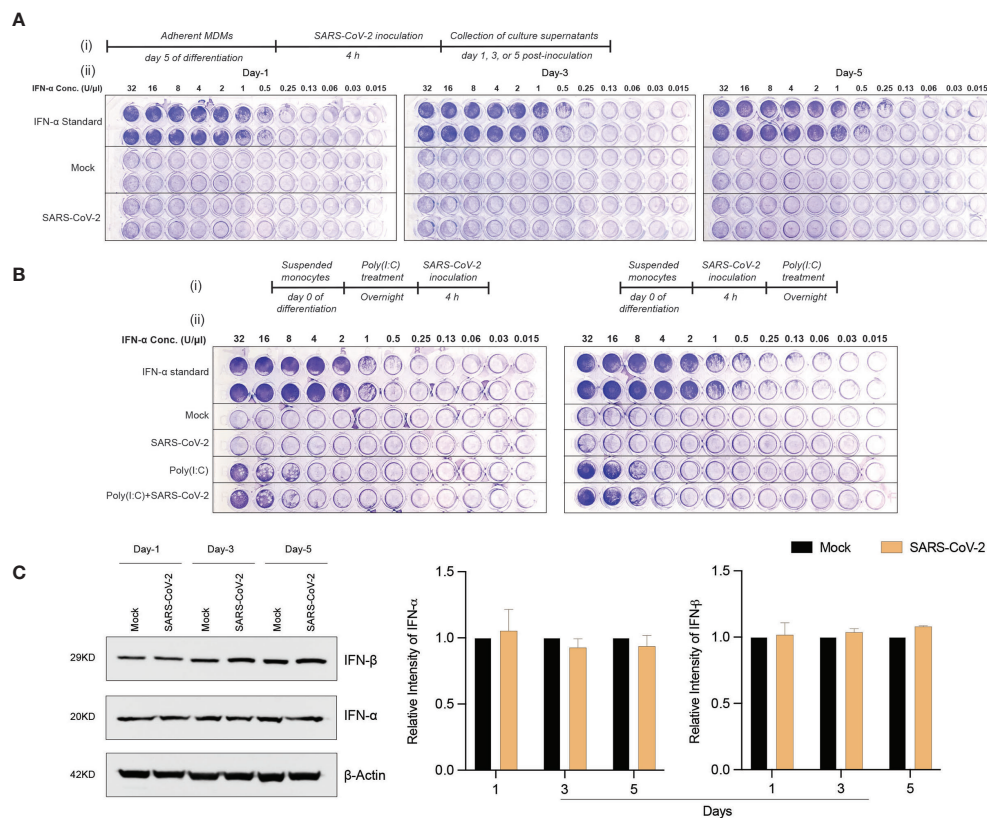 A
(i)
Adherent MDMs
SARS-CoV-2 inoculation
Collection of culture supernatants
day 5 of differentiation
4 h
day 1, 3, or 5 post-inoculation
(ii)
Day-1
Day-3
Day-5
IFN-α Conc. (U/µl)
32 16 8 4 2 1 0.5 0.25 0.13 0.06 0.03 0.015
32 16 8 4 2 1 0.5 0.25 0.13 0.06 0.03 0.015
32 16 8 4 2 1 0.5 0.25 0.13 0.06 0.03 0.015
IFN-α Standard
Mock
SARS-CoV-2
B
(i)
Suspended monocytes
Poly(I:C) treatment
SARS-CoV-2 inoculation
day 0 of differentiation
Overnight
4 h
Suspended monocytes
SARS-CoV-2 inoculation
Poly(I:C) treatment
day 0 of differentiation
4 h
Overnight
(ii)
IFN-α Conc. (U/µl)
32 16 8 4 2 1 0.5 0.25 0.13 0.06 0.03 0.015
32 16 8 4 2 1 0.5 0.25 0.13 0.06 0.03 0.015
IFN-α standard
Mock
SARS-CoV-2
Poly(I:C)
Poly(I:C)+SARS-CoV-2
C
Day-1 Day-3 Day-5
Mock SARS-CoV-2 Mock SARS-CoV-2 Mock SARS-CoV-2
29KD IFN-β
20KD IFN-α
42KD β-Actin
Mock SARS-CoV-2
Relative Intensity of IFN-α
1.5
1.0
0.5
0.0
1 3 5
Relative Intensity of IFN-β
1.5
1.0
0.5
0.0
1 3 5
Days